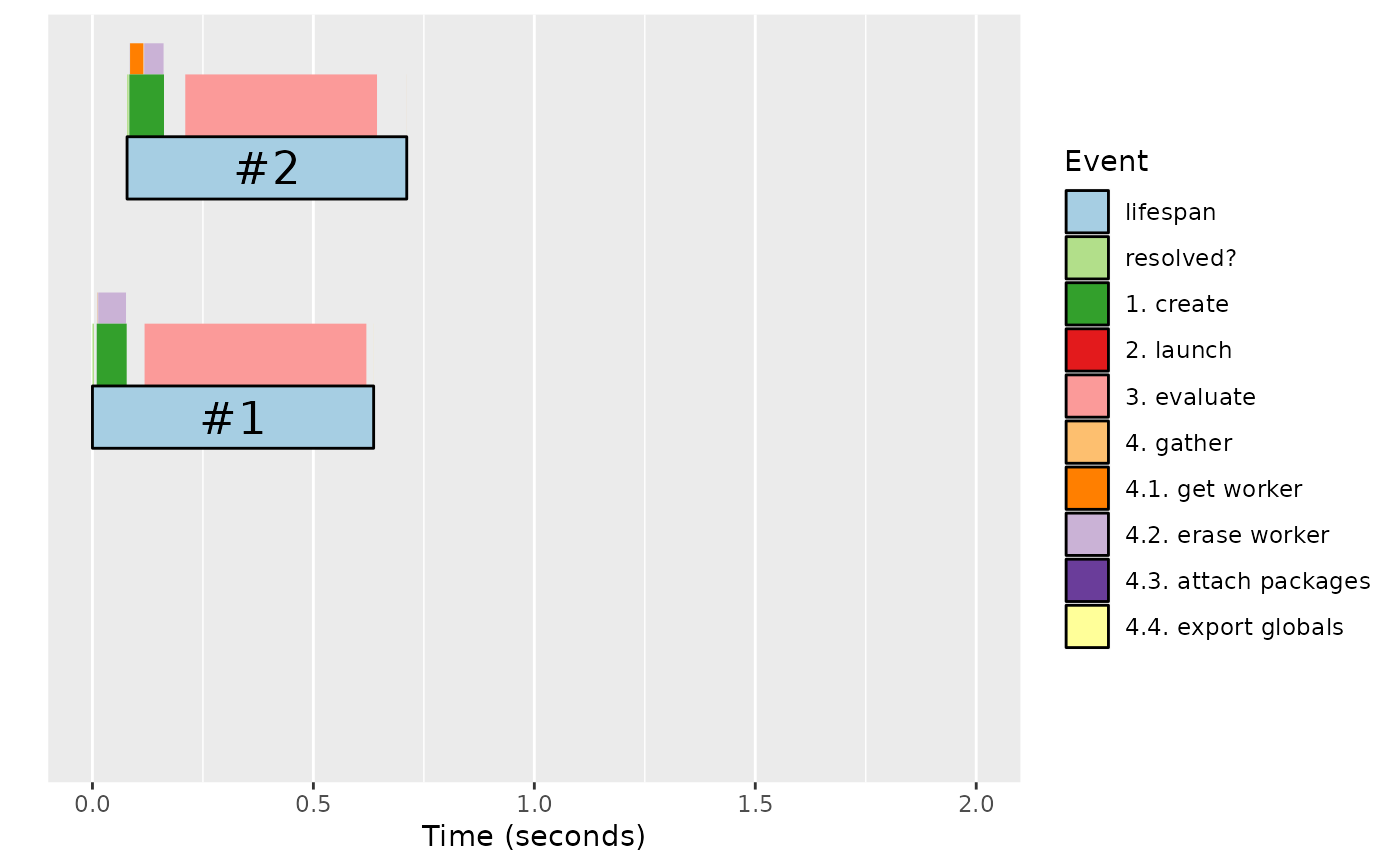 #2
#1
0.0 0.5 1.0 1.5 2.0
Time (seconds)
Event
lifespan
resolved?
1. create
2. launch
3. evaluate
4. gather
4.1. get worker
4.2. erase worker
4.3. attach packages
4.4. export globals